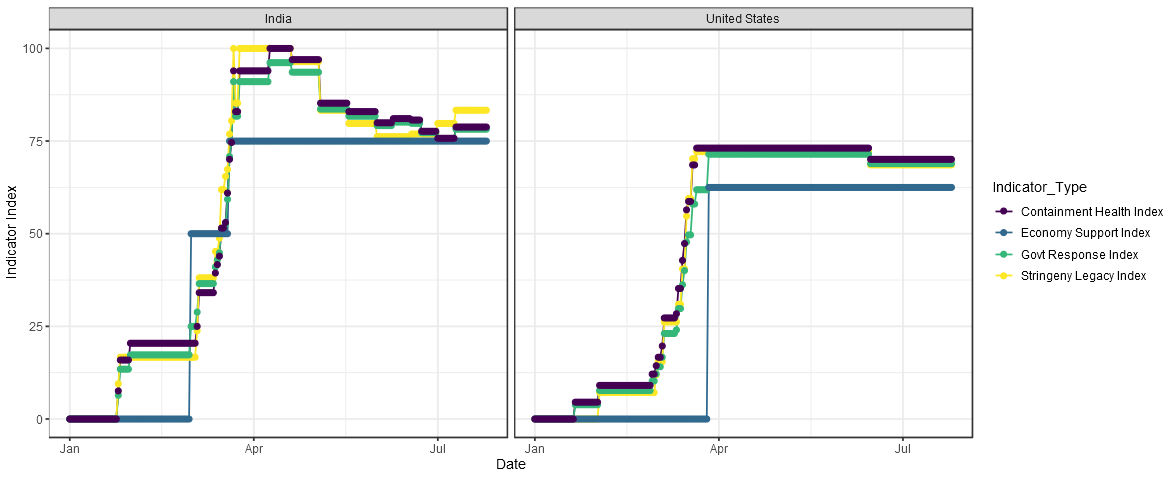 India
United States
100
75
50
25
0
Indicator Index
Jan
Apr
Jul
Jan
Apr
Jul
Date
Indicator_Type
Containment Health Index
Economy Support Index
Govt Response Index
Stringeny Legacy Index